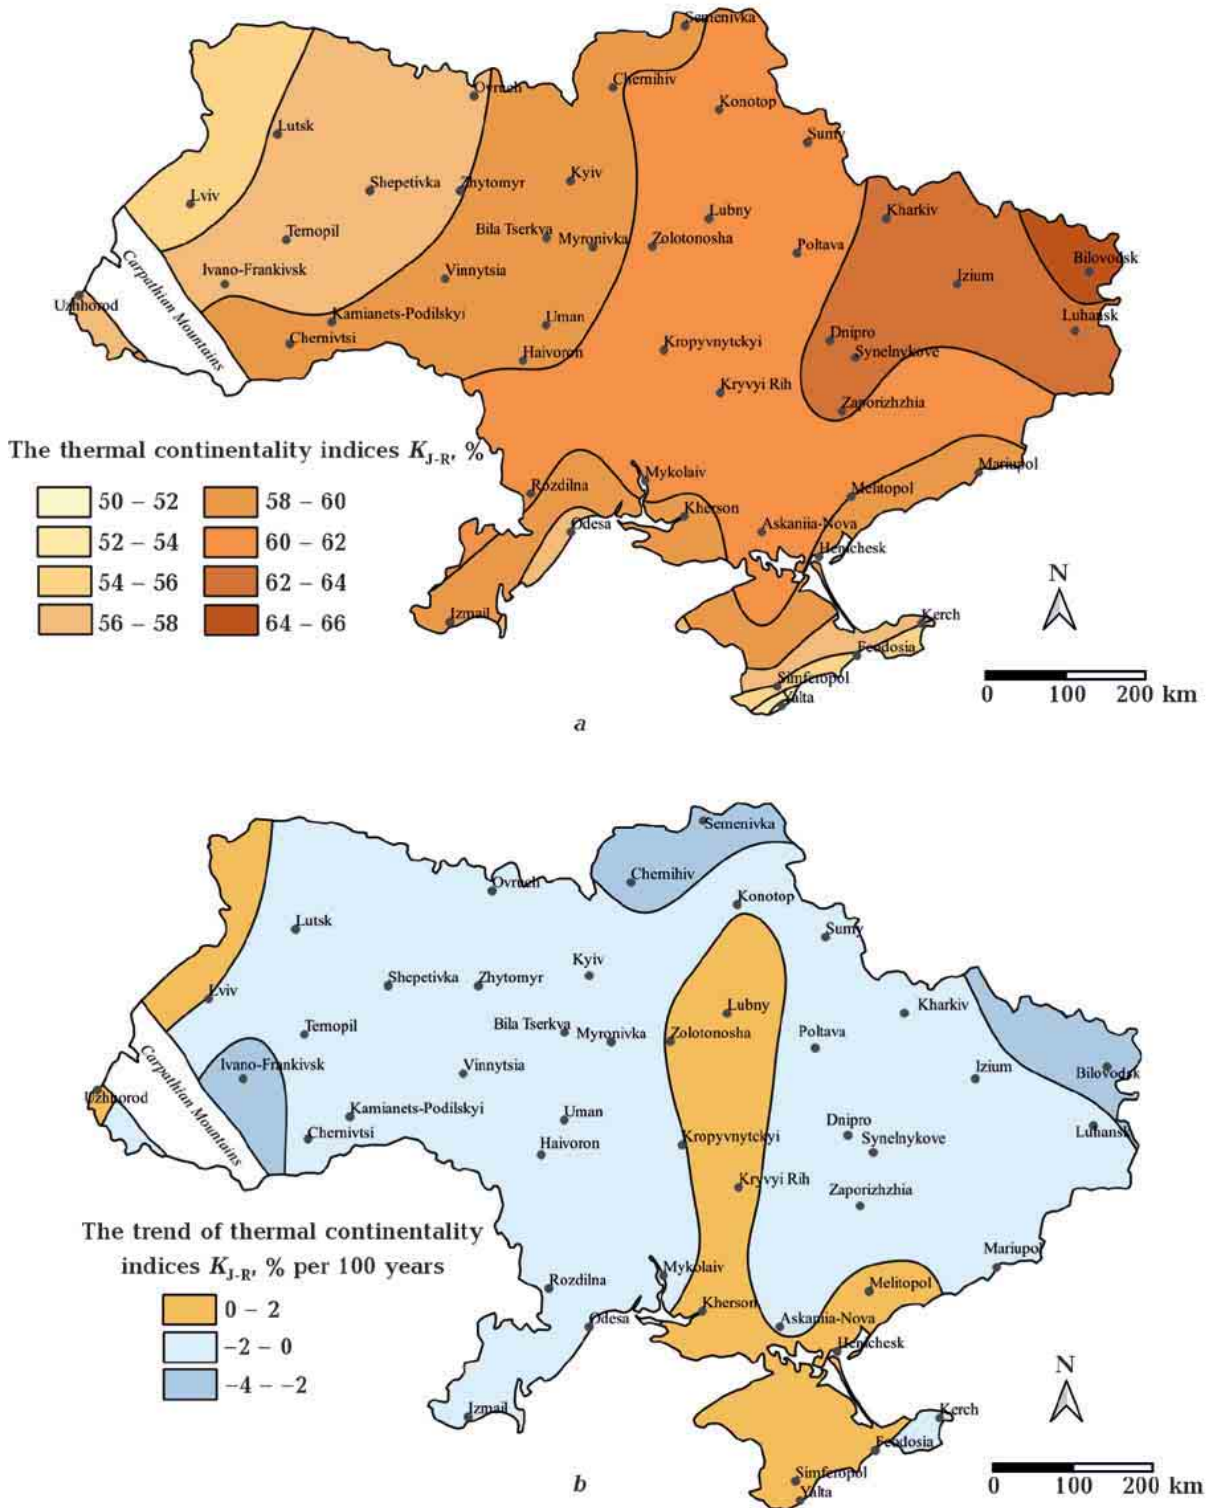 Semenivka
Chernihiv
Ovruch
Konotop
Lutsk
Sumy
Shepetivka
Zhytomyr
Kyiv
Lviv
Lubny
Kharkiv
Ternopil
Bila Tserkva
Myronivka
Zolotonosha
Poltava
Bilovodsk
Carpathian Mountains
Ivano-Frankivsk
Vinnytsia
Izium
Uzhhorod
Kamianets-Podilskyi
Uman
Luhansk
Chernivtsi
Haivoron
Kropyvnytckyi
Dnipro
Synelnykove
Kryvyi Rih
Zaporizhzhia
The thermal continentality indices K_J-R, %
Mykolaiv
Mariupol
50 – 52
58 – 60
Rozdilna
Melitopol
Kherson
Odesa
Askaniia-Nova
52 – 54
60 – 62
Henichesk
54 – 56
62 – 64
N
56 – 58
64 – 66
Izmail
Kerch
Feodosia
Simferopol
Yalta
0 100 200 km
a
Semenivka
Chernihiv
Ovruch
Konotop
Lutsk
Sumy
Kyiv
Shepetivka
Zhytomyr
Lviv
Lubny
Kharkiv
Ternopil
Bila Tserkva
Myronivka
Zolotonosha
Poltava
Carpathian Mountains
Ivano-Frankivsk
Vinnytsia
Izium
Bilovodsk
Uzhhorod
Kamianets-Podilskyi
Uman
Dnipro
Luhansk
Chernivtsi
Haivoron
Kropyvnytckyi
Synelnykove
Kryvyi Rih
Zaporizhzhia
The trend of thermal continentality
indices K_J-R, % per 100 years
Mariupol
Mykolaiv
Rozdilna
Melitopol
0 – 2
Kherson
Odesa
Askaniia-Nova
-2 – 0
Henichesk
-4 – -2
N
Izmail
Kerch
Feodosia
Simferopol
Yalta
0 100 200 km
b